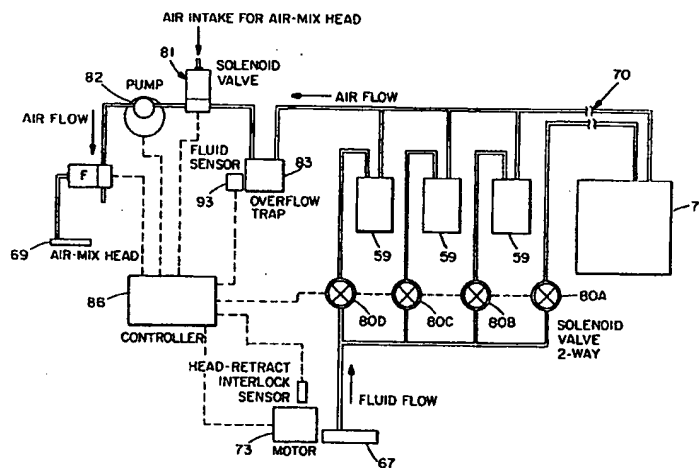 AIR INTAKE FOR AIR-MIX HEAD
81
SOLENOID
VALVE
82
PUMP
70
AIR FLOW
AIR FLOW
FLUID
SENSOR
93
83
OVERFLOW
TRAP
F
7
59
59
59
69
AIR-MIX HEAD
86
CONTROLLER
80D
80C
80B
80A
SOLENOID
VALVE
2-WAY
HEAD-RETRACT
INTERLOCK
SENSOR
FLUID FLOW
73
MOTOR
67